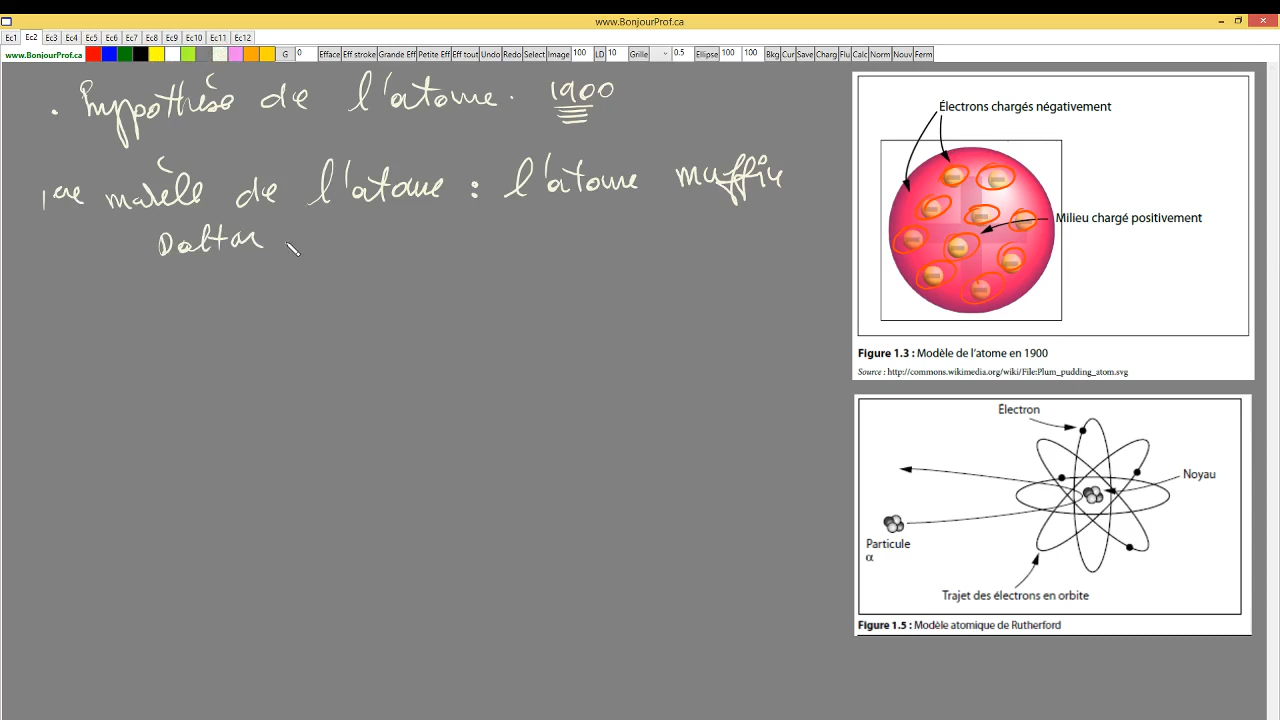 www.BonjourProf.ca
Ec1 Ec2 Ec3 Ec4 Ec5 Ec6 Ec7 Ec8 Ec9 Ec10 Ec11 Ec12
www.BonjourProf.ca G Efface Eff stroke Grande Eff Petite Eff Eff tout Undo Redo Select Image 100 LD 10 Grille 0.5 Ellipse 100 100 Bkg Cur Save Charg Flu Calc Norm Nouv Ferm
. hypothèse de l'atome. 1900
1ere modèle de l'atome : l'atome muffin
Dalton
Électrons chargés négativement
Milieu chargé positivement
Figure 1.3 : Modèle de l'atome en 1900
Source : http://commons.wikimedia.org/wiki/File:Plum_pudding_atom.svg
Électron
Noyau
Particule
α
Trajet des électrons en orbite
Figure 1.5 : Modèle atomique de Rutherford